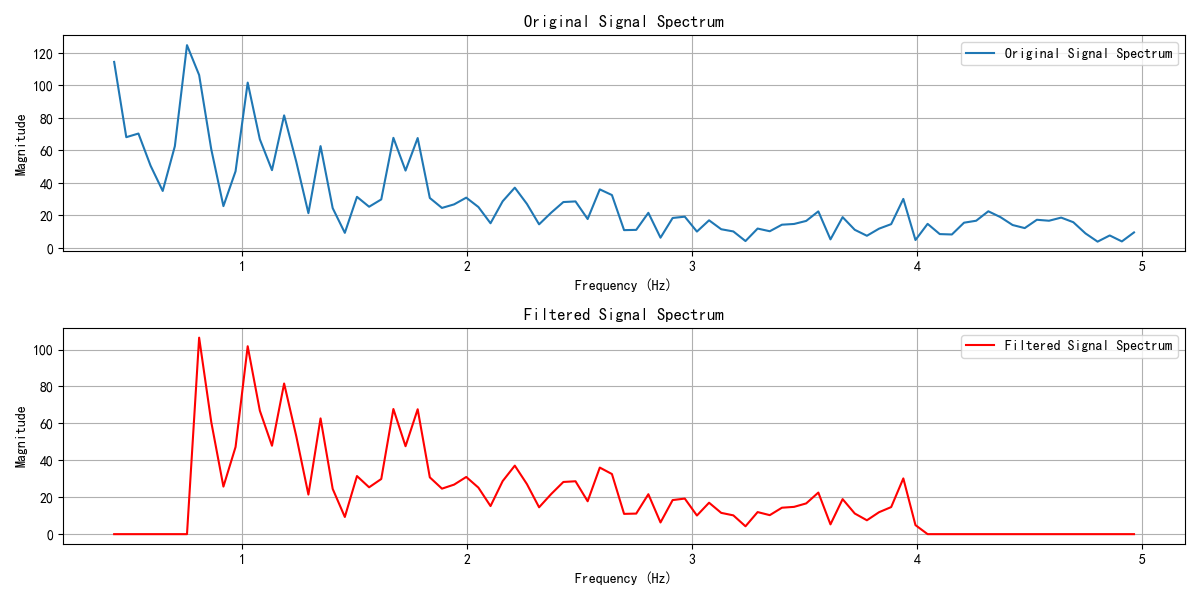 Original Signal Spectrum
120
100
80
60
40
20
0
Magnitude
Original Signal Spectrum
1
2
3
4
5
Frequency (Hz)
Filtered Signal Spectrum
100
80
60
40
20
0
Magnitude
Filtered Signal Spectrum
1
2
3
4
5
Frequency (Hz)